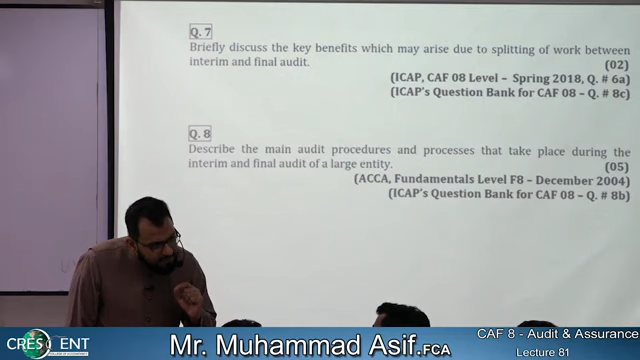 Q. 7
Briefly discuss the key benefits which may arise due to splitting of work between
interim and final audit. (02)
(ICAP, CAF 08 Level – Spring 2018, Q. # 6a)
(ICAP's Question Bank for CAF 08 – Q. # 8c)
Q. 8
Describe the main audit procedures and processes that take place during the
interim and final audit of a large entity. (05)
(ACCA, Fundamentals Level F8 – December 2004)
(ICAP's Question Bank for CAF 08 – Q. # 8b)
CRESCENT
COLLEGE OF ACCOUNTANCY
Mr. Muhammad Asif.FCA
CAF 8 - Audit & Assurance
Lecture 81